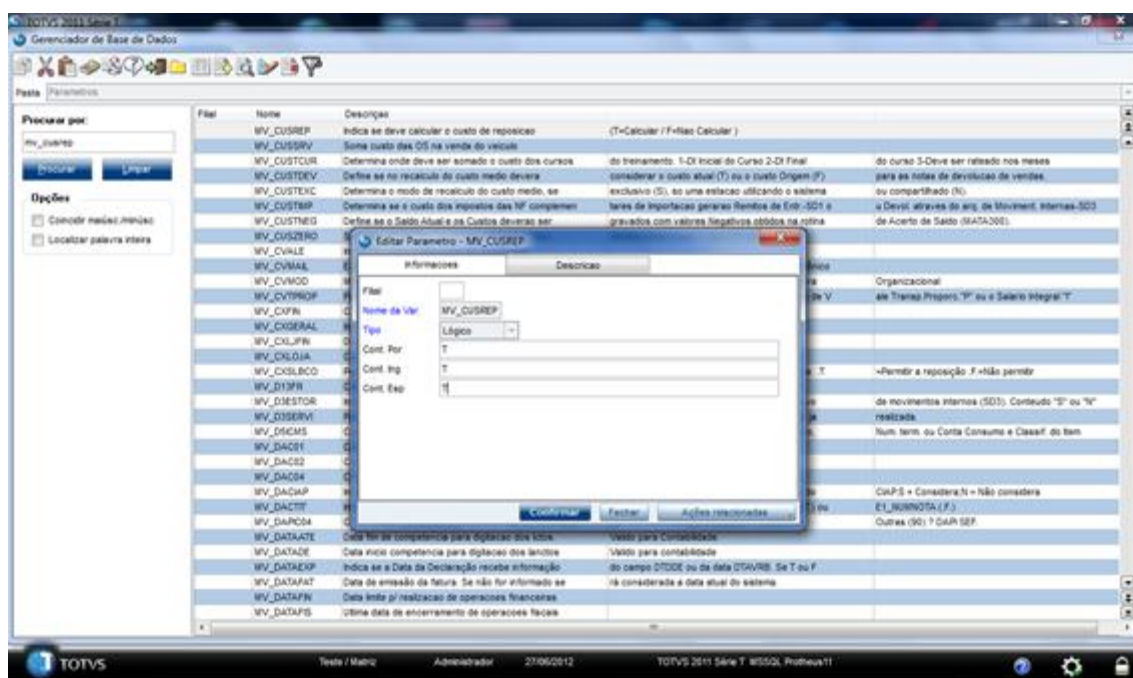 TOTVS 2011 Série T
Gerenciador de Base de Dados
Pasta Parametros
Procurar por:
mv_cusrep
Procurar Limpar
Opções
Coincidir maiúsc./minúsc
Localizar palavra inteira
Filial Nome Descriçao
MV_CUSREP Indica se deve calcular o custo de reposicao (T=Calcular / F=Nao Calcular )
MV_CUSSRV Soma custo das OS na venda do veiculo
MV_CUSTCUR Determina onde deve ser somado o custo dos cursos do treinamento. 1-Dt Inicial do Curso 2-Dt Final do curso 3-Deve ser rateado nos meses
MV_CUSTDEV Define se no recalculo do custo medio devera considerar o custo atual (T) ou o custo Origem (F) para as notas de devolucao de vendas.
MV_CUSTEXC Determina o modo de recalculo do custo medio, se exclusivo (S), so uma estacao utilizando o sistema ou compartilhado (N).
MV_CUSTIMP Determina se o custo dos impostos das NF complemen tares de Importacao geraras Remitos de Entr.-SD1 o u Devol. atraves do arq. de Moviment. Internas-SD3
MV_CUSTNEG Define se o Saldo Atual e os Custos deverao ser gravados com valores Negativos obtidos na rotina de Acerto de Saldo (MATA300).
MV_CUSZERO
MV_CVALE
MV_CVMAIL
MV_CVMOD Organizacional
MV_CVTPROP de V ale Transp.Proporc."P" ou o Salario Integral"I"
MV_CXFIN
MV_CXGERAL
MV_CXLJFIN
MV_CXLOJA
MV_CXSLBCO .T =Permitir a reposição .F.=Não permitir
MV_D13FR
MV_D3ESTOR de movimentos internos (SD3). Conteudo "S" ou "N"
MV_D3SERVI realizada.
MV_D5ICMS Num. term. ou Conta Consumo e Classif. do Item
MV_DAC01
MV_DAC02
MV_DAC04
MV_DACIAP CIAP:S = Considera;N = Não considera
MV_DACTIT ) ou E1_NUMNOTA (.F.)
MV_DAPIC04 Outras (90) ? DAPI SEF.
MV_DATAATE Data fim de competencia para digitacao dos lctos. Valido para Contabilidade
MV_DATADE Data inicio competencia para digitacao dos lanctos Valido para contabilidade
MV_DATAEXP Indica se a Data da Declaração recebe informação do campo DTDDE ou da data DTAVRB. Se T ou F
MV_DATAFAT Data de emissão da fatura. Se não for informado se rá considerada a data atual do sistema.
MV_DATAFIN Data limite p/ realizacao de operacoes financeiras
MV_DATAFIS Ultima data de encerramento de operacoes fiscais
Editar Parametro - MV_CUSREP
Informacoes Descricao
Filial
Nome da Var. MV_CUSREP
Tipo Lógico
Cont. Por T
Cont. Ing T
Cont. Esp T
Confirmar Fechar Ações relacionadas
TOTVS Teste / Matriz Administrador 27/06/2012 TOTVS 2011 Série T MSSQL Protheus11